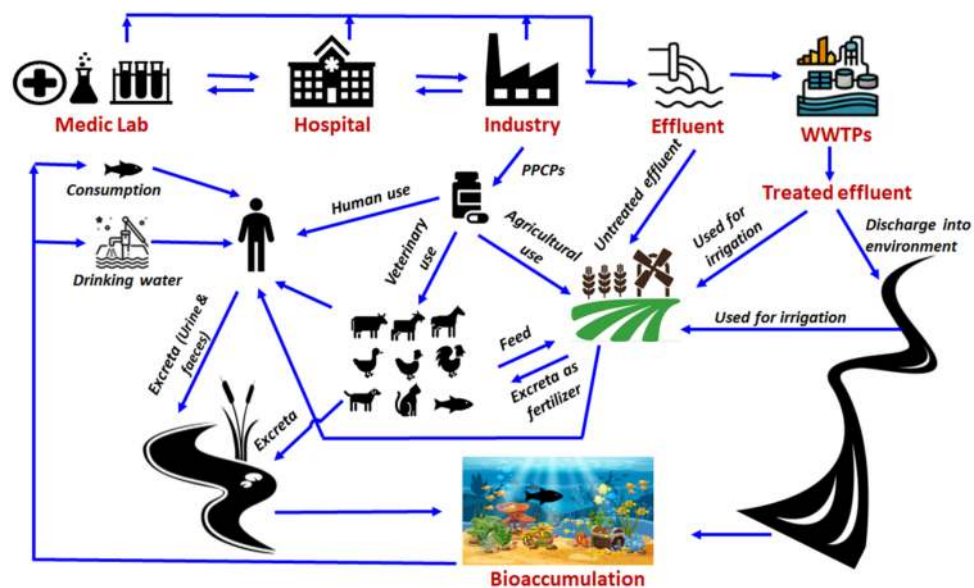 Medic Lab
Hospital
Industry
Effluent
WWTPs
PPCPs
Untreated effluent
Treated effluent
Consumption
Human use
Veterinary
use
Agricultural
use
Used for
irrigation
Discharge into
environment
Drinking water
Used for irrigation
Excreta (Urine &
faeces)
Feed
Excreta as
fertilizer
Excreta
Bioaccumulation